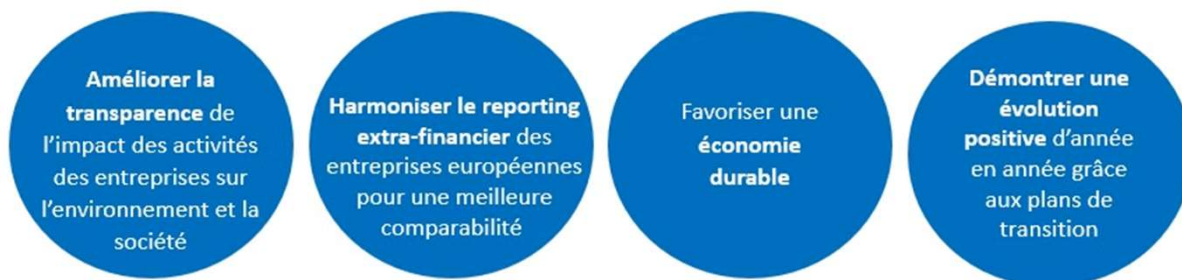 Améliorer la
transparence de
l'impact des activités
des entreprises sur
l'environnement et la
société
Harmoniser le reporting
extra-financier des
entreprises européennes
pour une meilleure
comparabilité
Favoriser une
économie
durable
Démontrer une
évolution
positive d'année
en année grâce
aux plans de
transition